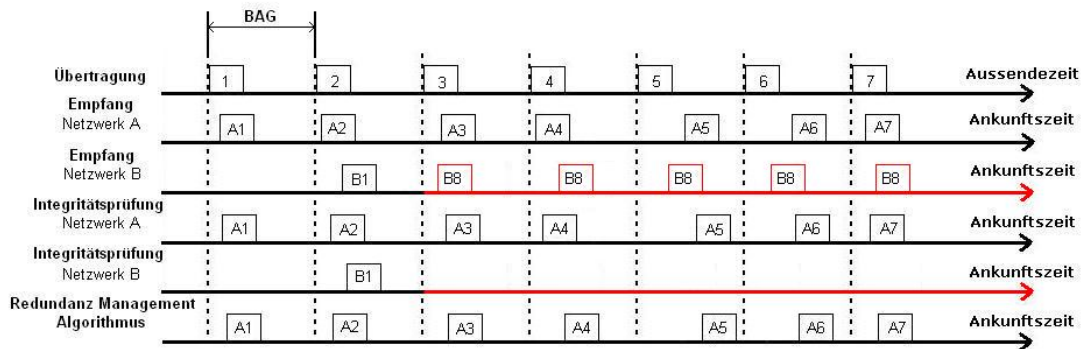 BAG
Übertragung 1 2 3 4 5 6 7 Aussendezeit
Empfang
Netzwerk A A1 A2 A3 A4 A5 A6 A7 Ankunftszeit
Empfang
Netzwerk B B1 B8 B8 B8 B8 B8 Ankunftszeit
Integritätsprüfung
Netzwerk A A1 A2 A3 A4 A5 A6 A7 Ankunftszeit
Integritätsprüfung
Netzwerk B B1 Ankunftszeit
Redundanz Management
Algorithmus A1 A2 A3 A4 A5 A6 A7 Ankunftszeit